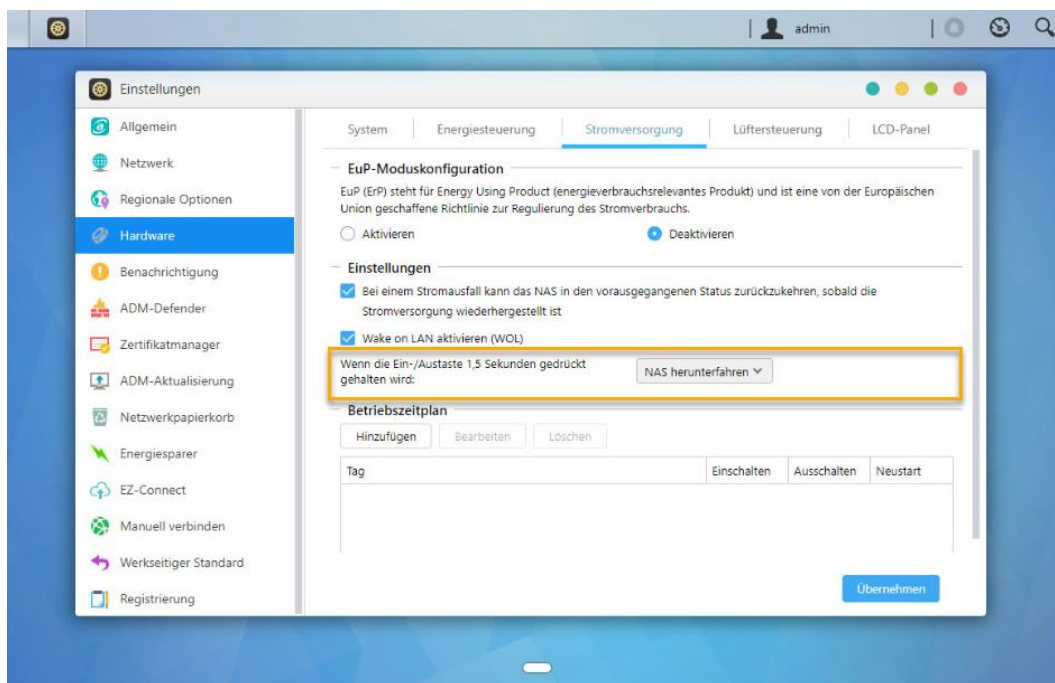 admin
Einstellungen
Allgemein
Netzwerk
Regionale Optionen
Hardware
Benachrichtigung
ADM-Defender
Zertifikatmanager
ADM-Aktualisierung
Netzwerkpapierkorb
Energiesparer
EZ-Connect
Manuell verbinden
Werkseitiger Standard
Registrierung
System
Energiesteuerung
Stromversorgung
Lüftersteuerung
LCD-Panel
EuP-Moduskonfiguration
EuP (ErP) steht für Energy Using Product (energieverbrauchsrelevantes Produkt) und ist eine von der Europäischen
Union geschaffene Richtlinie zur Regulierung des Stromverbrauchs.
Aktivieren
Deaktivieren
Einstellungen
Bei einem Stromausfall kann das NAS in den vorausgegangenen Status zurückzukehren, sobald die
Stromversorgung wiederhergestellt ist
Wake on LAN aktivieren (WOL)
Wenn die Ein-/Austaste 1,5 Sekunden gedrückt
gehalten wird:
NAS herunterfahren
Betriebszeitplan
Hinzufügen
Bearbeiten
Löschen
Tag
Einschalten
Ausschalten
Neustart
Übernehmen